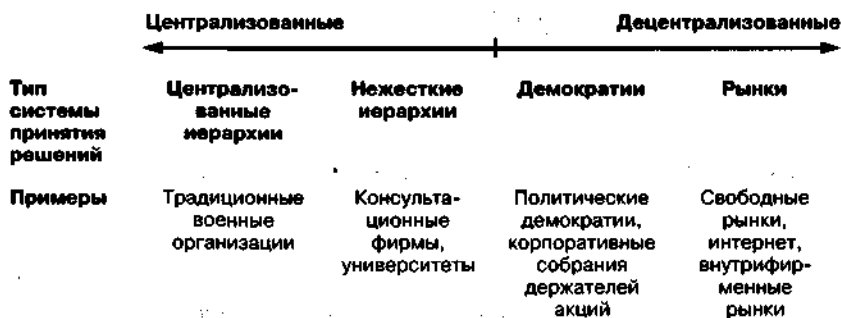 Централизованные Децентрализованные
Тип Централизо- Нежесткие Демократии Рынки
системы ванные иерархии
принятия иерархии
решений
Примеры Традиционные Консульта- Политические Свободные
военные ционные демократии, рынки,
организации фирмы, корпоративные интернет,
университеты собрания внутрифир-
держателей менные
акций рынки